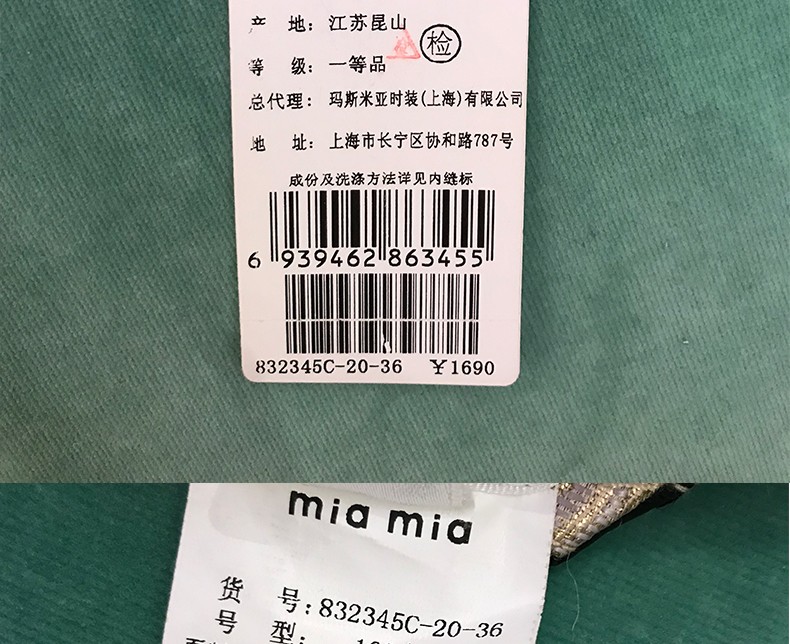 产 地：江苏昆山
检
等 级：一等品
总代理：玛斯米亚时装(上海)有限公司
地 址：上海市长宁区协和路787号
成份及洗涤方法详见内缝标
6 939462 863455
832345C-20-36 ￥1690
mia mia
货 号:832345C-20-36
号 型: